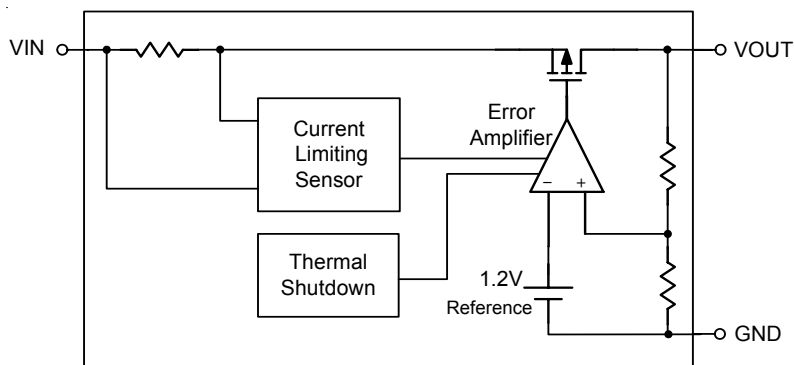 VIN
VOUT
Error
Amplifier
Current
Limiting
Sensor
− +
Thermal
Shutdown
1.2V
Reference
GND